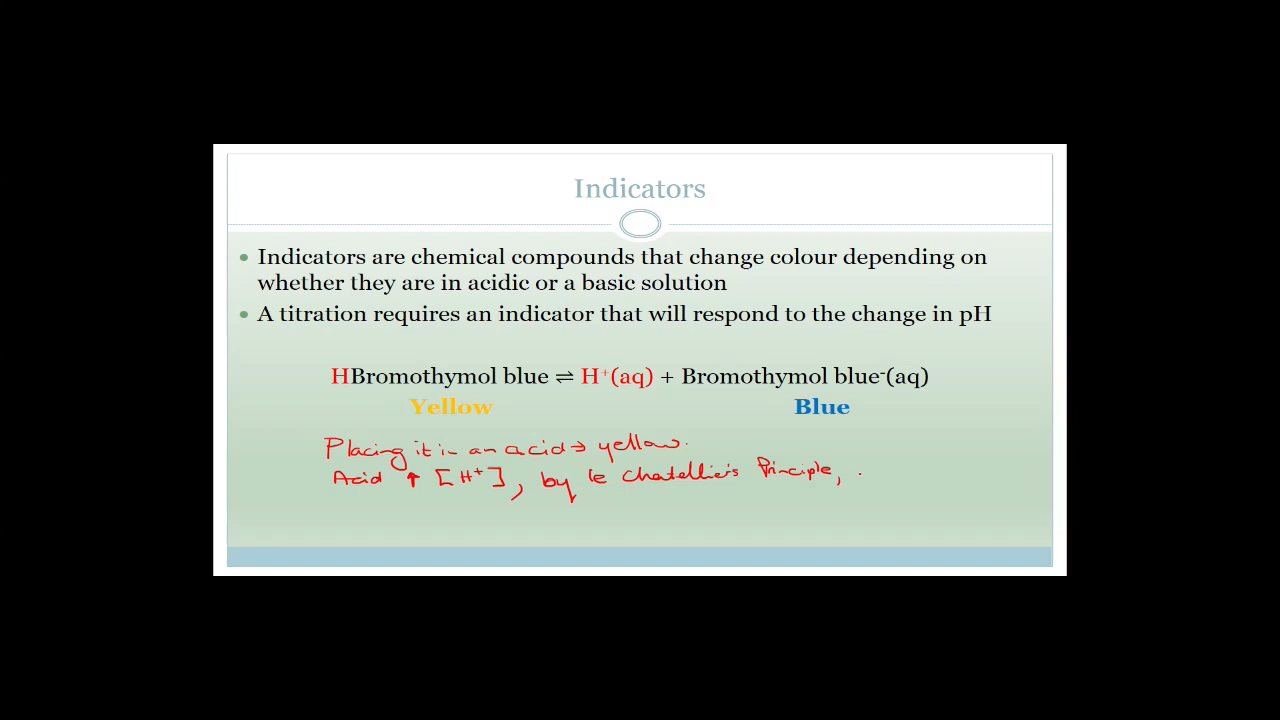 Indicators
• Indicators are chemical compounds that change colour depending on
whether they are in acidic or a basic solution
• A titration requires an indicator that will respond to the change in pH
HBromothymol blue ⇌ H⁺(aq) + Bromothymol blue⁻(aq)
Yellow Blue
Placing it in an acid → yellow.
Acid ↑ [H⁺], by le Chatellier's Principle,